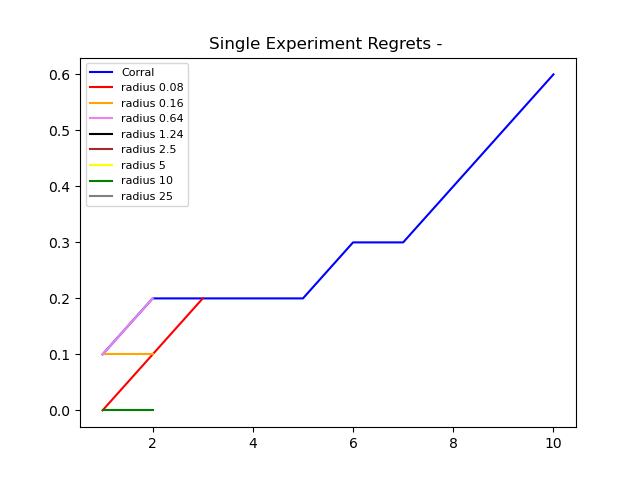 Single Experiment Regrets -
Corral
radius 0.08
radius 0.16
radius 0.64
radius 1.24
radius 2.5
radius 5
radius 10
radius 25
0.6
0.5
0.4
0.3
0.2
0.1
0.0
2 4 6 8 10